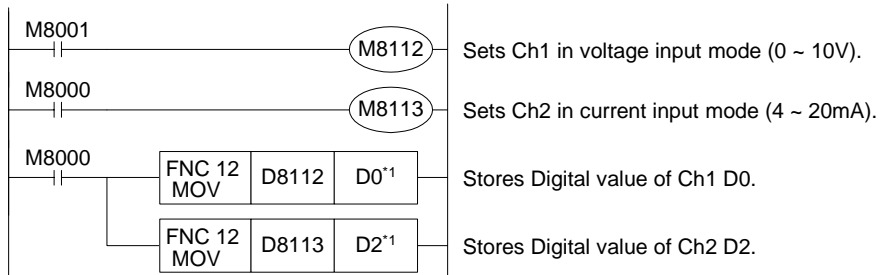 M8001
M8112 Sets Ch1 in voltage input mode (0 ~ 10V).
M8000
M8113 Sets Ch2 in current input mode (4 ~ 20mA).
M8000
FNC 12 MOV D8112 D0*1 Stores Digital value of Ch1 D0.
FNC 12 MOV D8113 D2*1 Stores Digital value of Ch2 D2.